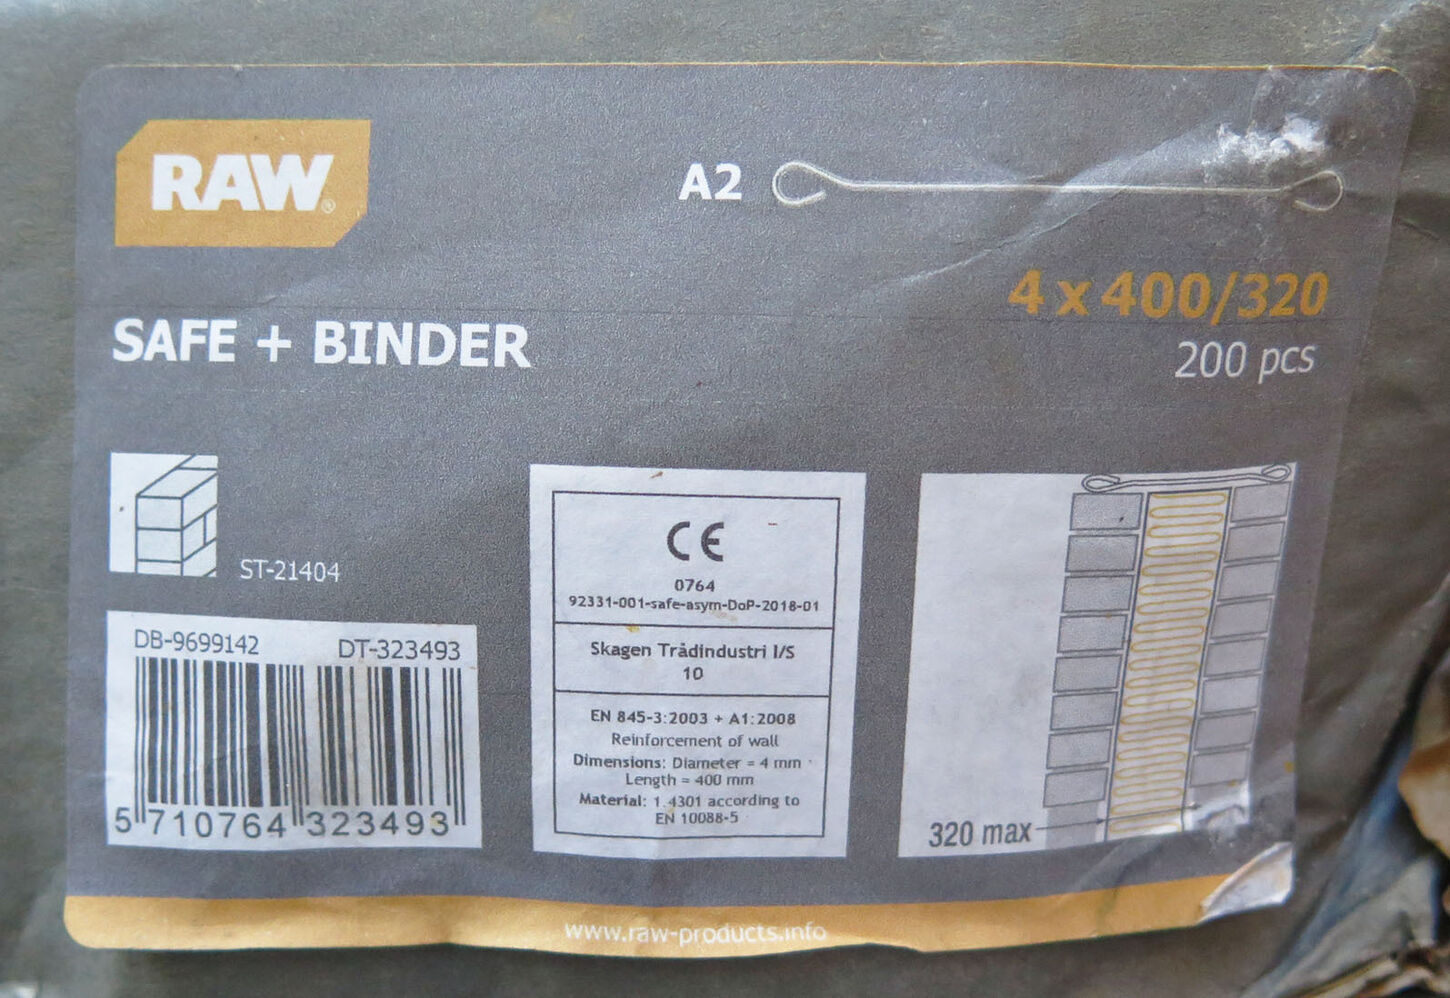 RAW®
A2
4 x 400/320
200 pcs
SAFE + BINDER
ST-21404
DB-9699142 DT-323493
5 710764 323493
CE
0764
92331-001-safe-asym-DoP-2018-01
Skagen Trådindustri I/S
10
EN 845-3:2003 + A1:2008
Reinforcement of wall
Dimensions: Diameter = 4 mm
Length = 400 mm
Material: 1.4301 according to
EN 10088-5
320 max
www.raw-products.info